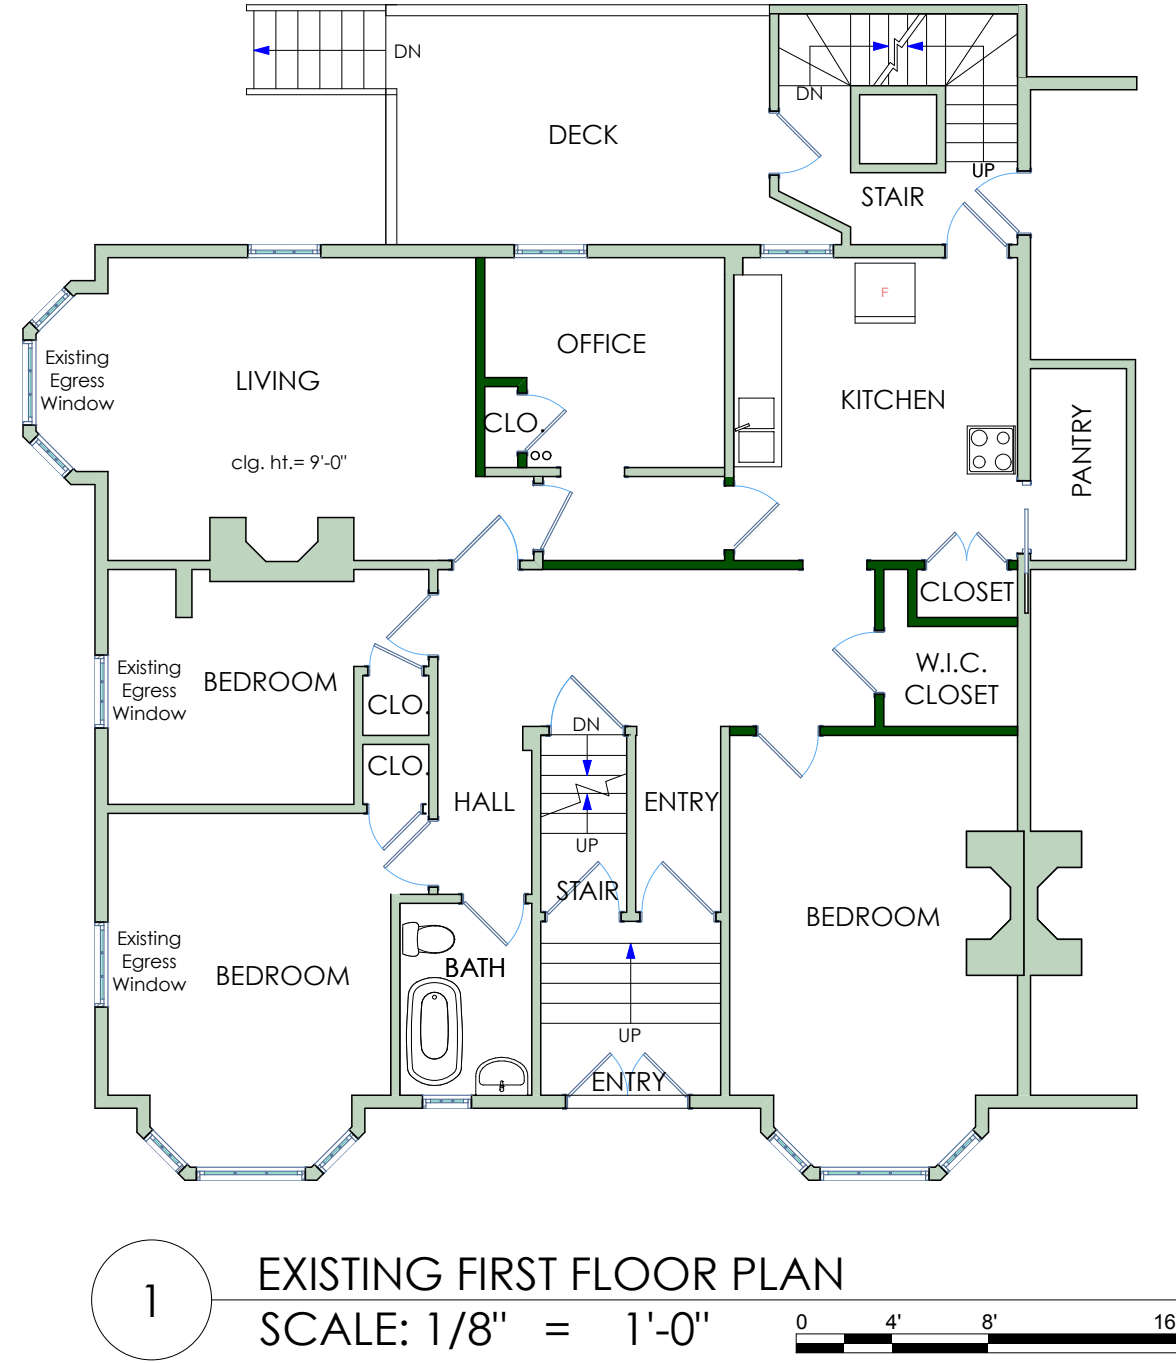 DN
DECK
DN
UP
STAIR
F
OFFICE
Existing
Egress
Window
LIVING
KITCHEN
CLO.
PANTRY
clg. ht.= 9'-0"
CLOSET
Existing
Egress
Window
BEDROOM
W.I.C.
CLOSET
CLO.
DN
CLO.
HALL
ENTRY
UP
STAIR
BEDROOM
Existing
Egress
Window
BEDROOM
BATH
UP
ENTRY
1
EXISTING FIRST FLOOR PLAN
SCALE: 1/8" = 1'-0"
0 4' 8' 16